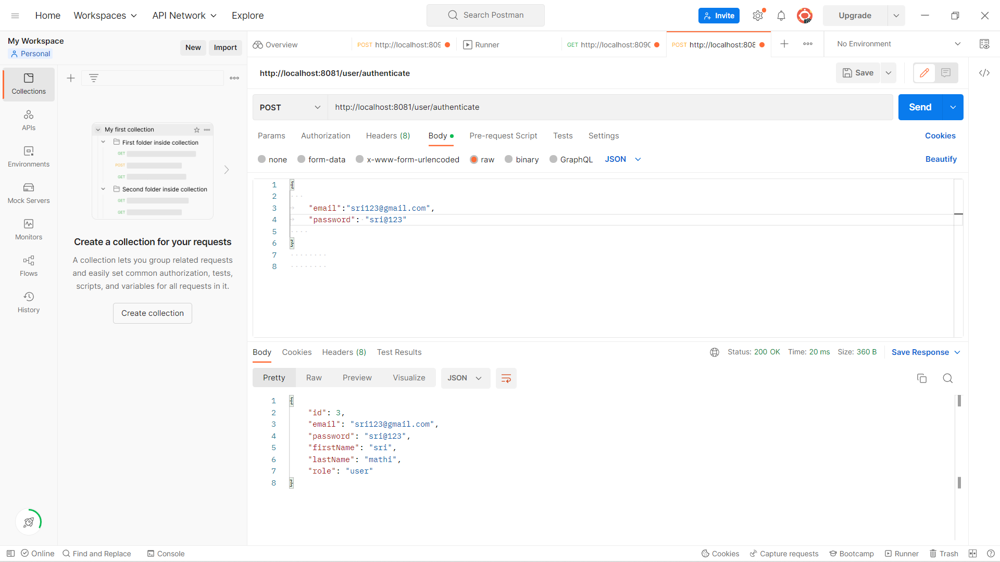 Home Workspaces API Network Explore Search Postman Invite Upgrade
My Workspace
Personal
New Import
Overview POST http://localhost:809 Runner GET http://localhost:8090 POST http://localhost:808 No Environment
http://localhost:8081/user/authenticate Save
Collections
APIs
Environments
Mock Servers
Monitors
Flows
History
My first collection
First folder inside collection
GET
POST
GET
Second folder inside collection
GET
GET
Create a collection for your requests
A collection lets you group related requests
and easily set common authorization, tests,
scripts, and variables for all requests in it.
Create collection
POST http://localhost:8081/user/authenticate Send
Params Authorization Headers (8) Body Pre-request Script Tests Settings Cookies
none form-data x-www-form-urlencoded raw binary GraphQL JSON Beautify
1 {
2
3 "email":"sri123@gmail.com",
4 "password": "sri@123"
5
6 }
7
8
Body Cookies Headers (8) Test Results Status: 200 OK Time: 20 ms Size: 360 B Save Response
Pretty Raw Preview Visualize JSON
1 {
2 "id": 3,
3 "email": "sri123@gmail.com",
4 "password": "sri@123",
5 "firstName": "sri",
6 "lastName": "mathi",
7 "role": "user"
8 }
Online Find and Replace Console Cookies Capture requests Bootcamp Runner Trash